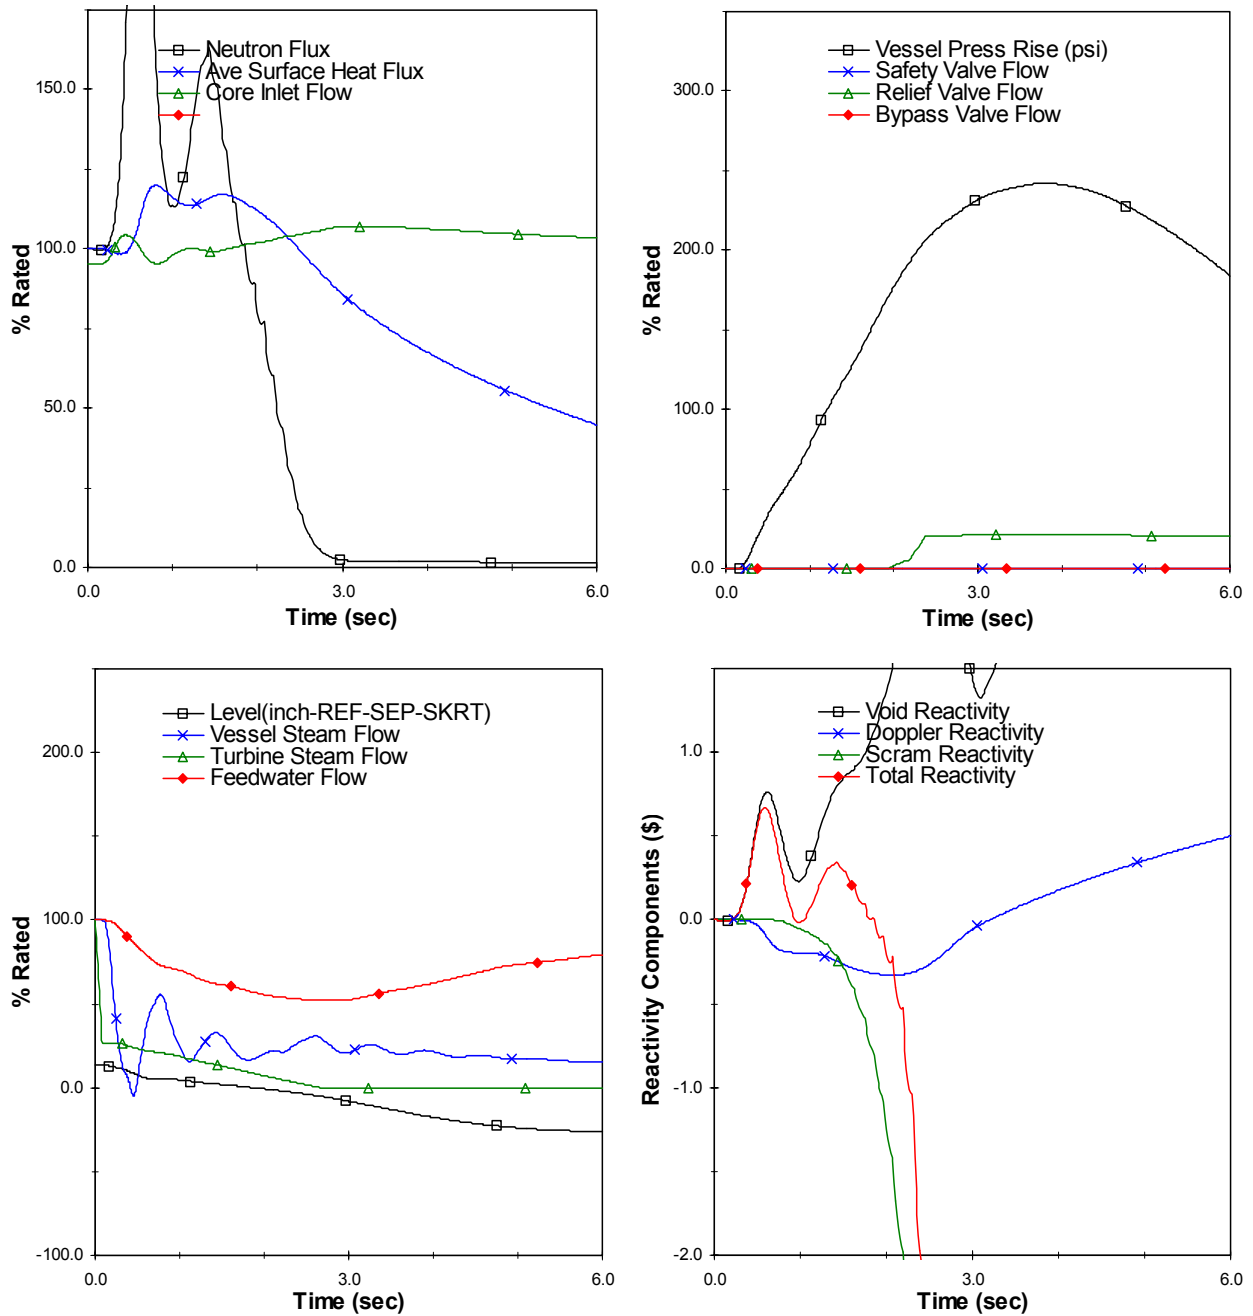 Neutron Flux
Ave Surface Heat Flux
Core Inlet Flow
150.0
100.0
50.0
0.0
% Rated
0.0 3.0 6.0
Time (sec)
Vessel Press Rise (psi)
Safety Valve Flow
Relief Valve Flow
Bypass Valve Flow
300.0
200.0
100.0
0.0
% Rated
0.0 3.0 6.0
Time (sec)
Level(inch-REF-SEP-SKRT)
Vessel Steam Flow
Turbine Steam Flow
Feedwater Flow
200.0
100.0
0.0
-100.0
% Rated
0.0 3.0 6.0
Time (sec)
Void Reactivity
Doppler Reactivity
Scram Reactivity
Total Reactivity
1.0
0.0
-1.0
-2.0
Reactivity Components ($)
0.0 3.0 6.0
Time (sec)